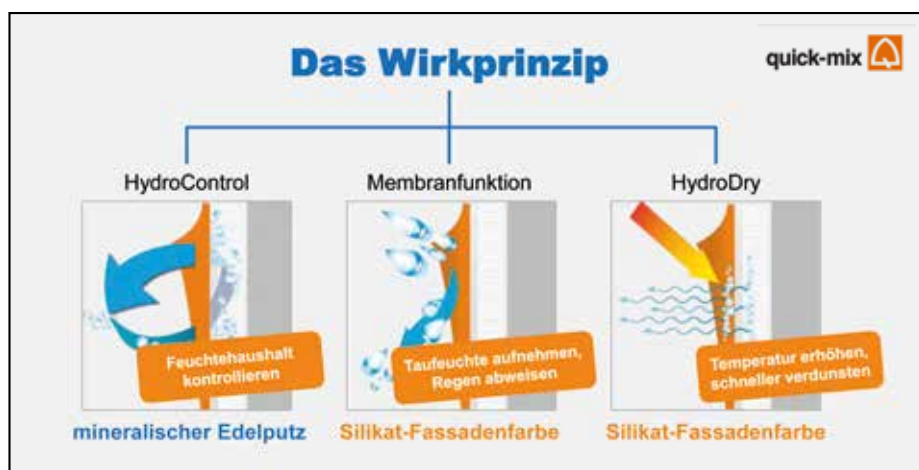 Das Wirkprinzip
quick-mix
HydroControl
Membranfunktion
HydroDry
Feuchtehaushalt
kontrollieren
Taufeuchte aufnehmen,
Regen abweisen
Temperatur erhöhen,
schneller verdunsten
mineralischer Edelputz
Silikat-Fassadenfarbe
Silikat-Fassadenfarbe